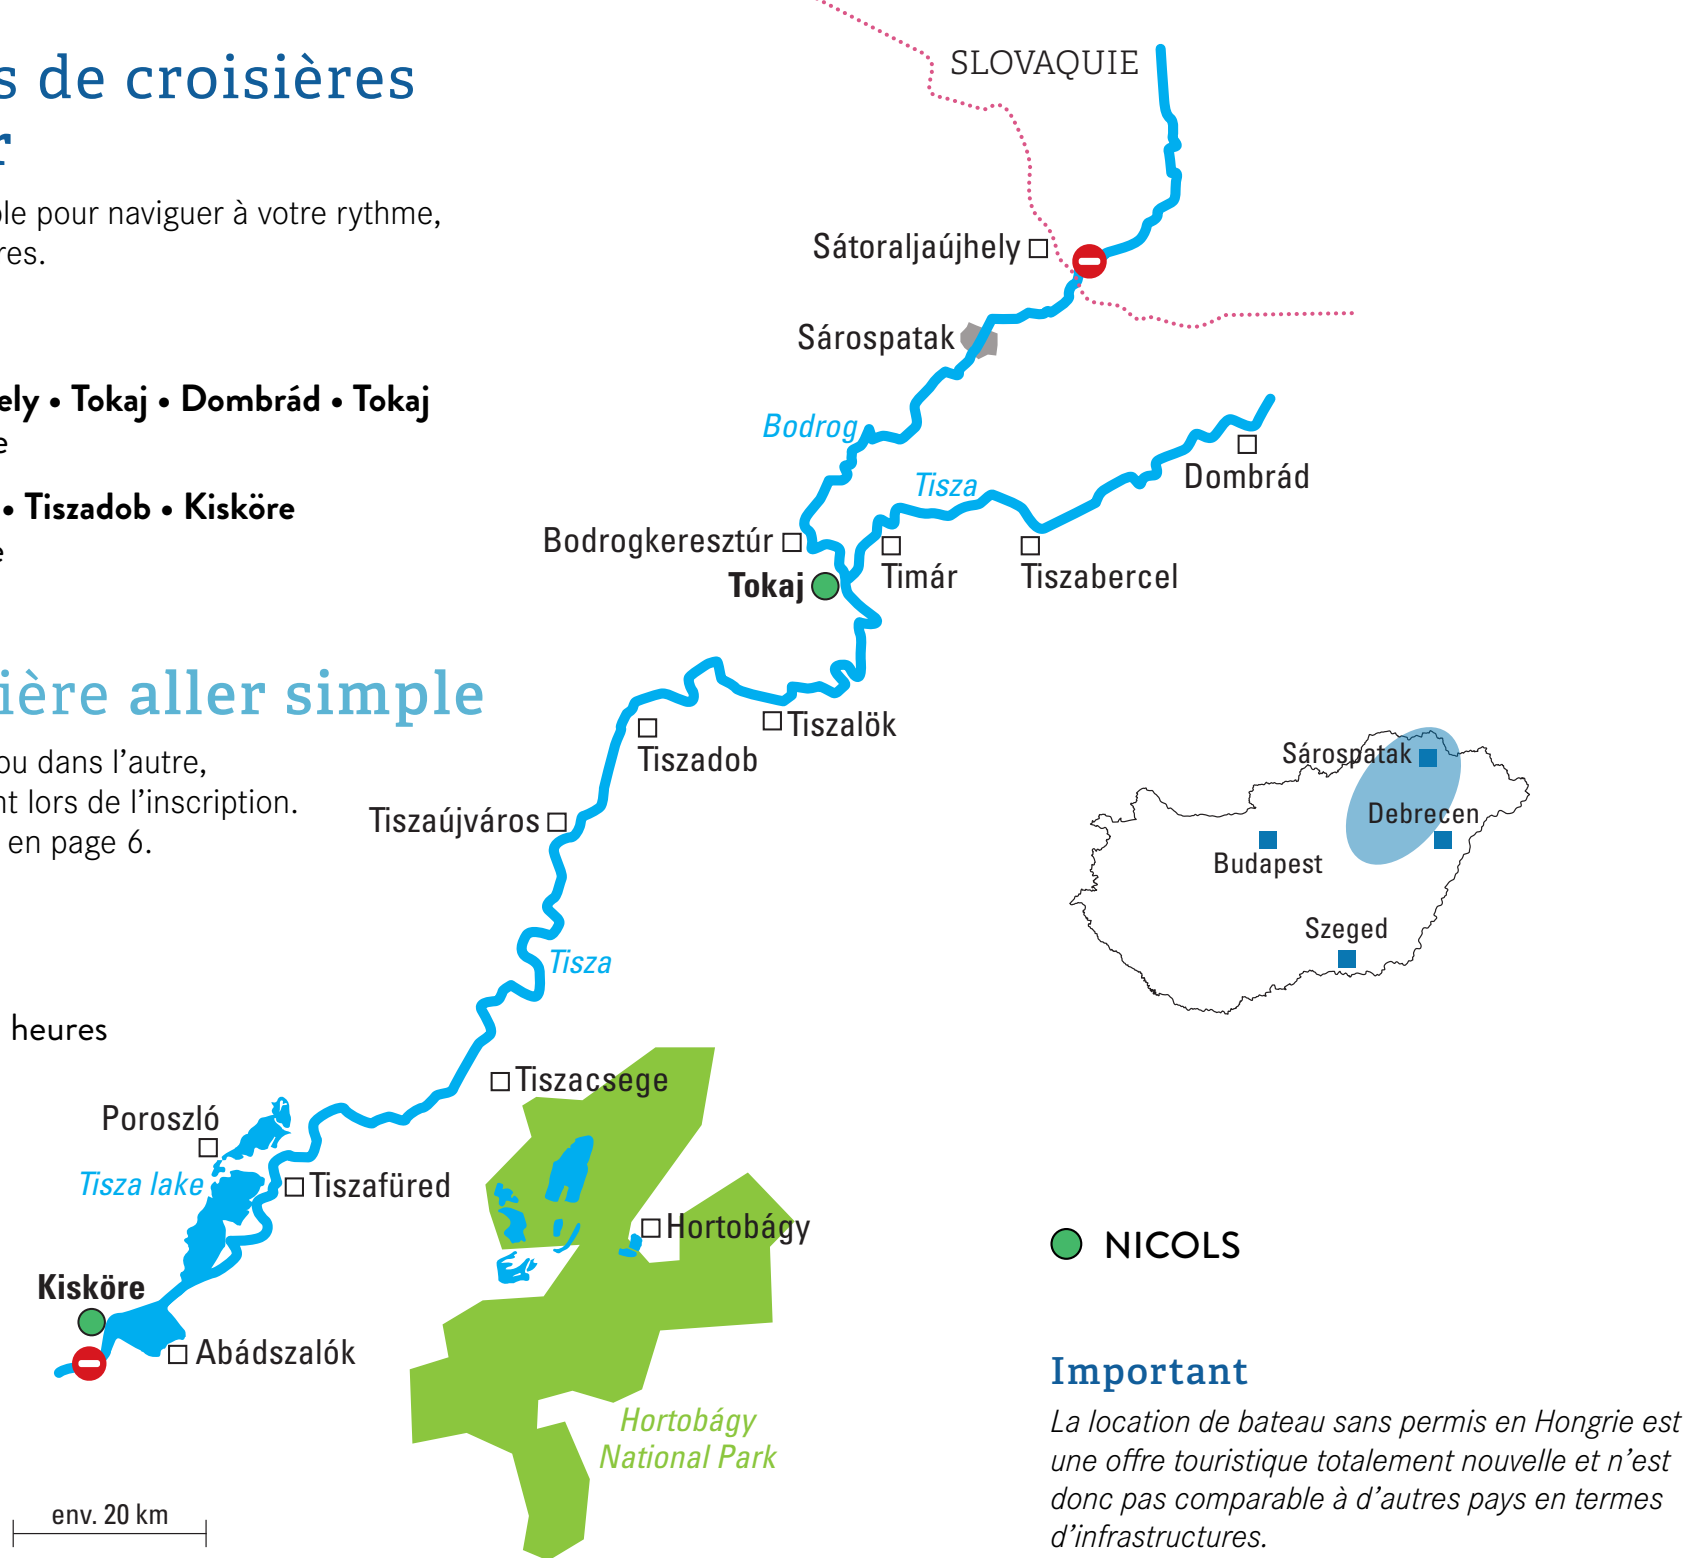 s de croisières
r
ble pour naviguer à votre rythme,
res.
ely • Tokaj • Dombrád • Tokaj
e
• Tiszadob • Kisköre
e
ière aller simple
ou dans l’autre,
nt lors de l’inscription.
en page 6.
heures
SLOVAQUIE
Sátoraljaújhely
Sárospatak
Bodrog
Tisza
Dombrád
Bodrogkeresztúr
Tokaj
Timár
Tiszabercel
Tiszalök
Tiszadob
Tiszaújváros
Tisza
Tiszacsege
Poroszló
Tisza lake
Tiszafüred
Hortobágy
Kisköre
Abádszalók
Hortobágy
National Park
env. 20 km
Sárospatak
Debrecen
Budapest
Szeged
NICOLS
Important
La location de bateau sans permis en Hongrie est
une offre touristique totalement nouvelle et n’est
donc pas comparable à d’autres pays en termes
d’infrastructures.